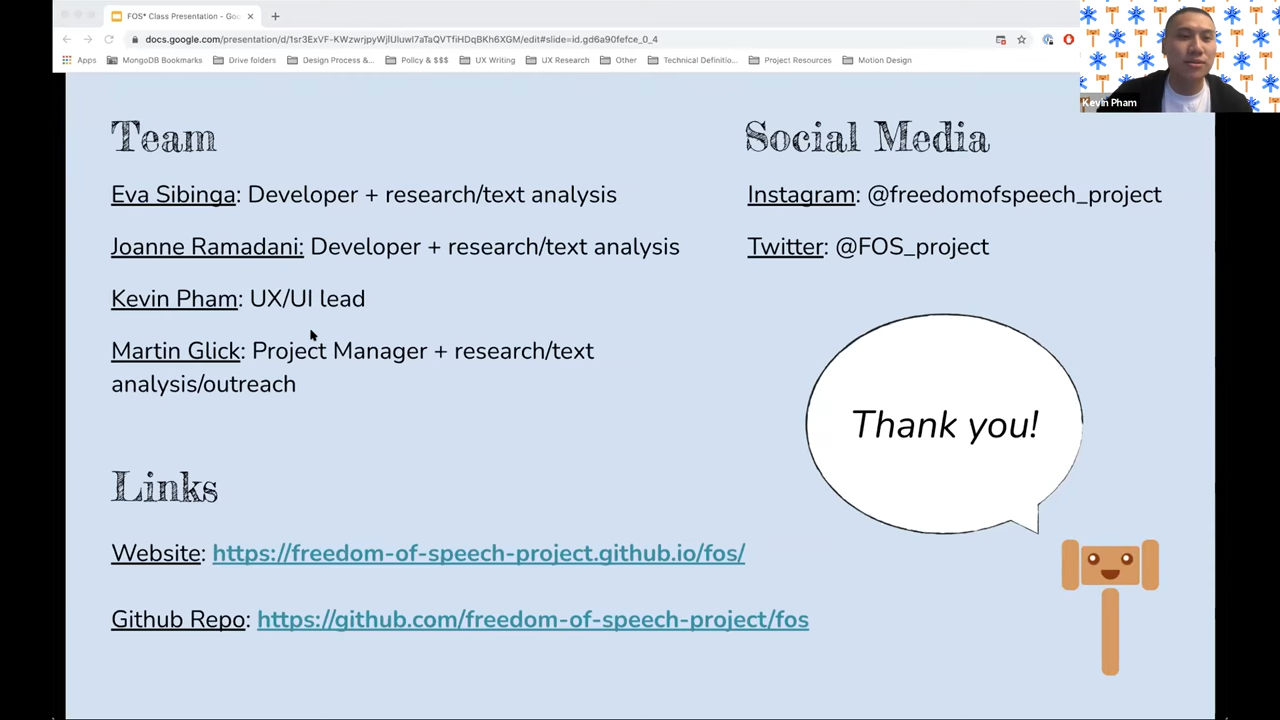 FOS* Class Presentation - Goo
docs.google.com/presentation/d/1sr3ExVF-KWzwrjpyWjlUluwl7aTaQVTfiHDqBKh6XGM/edit#slide=id.gd6a90fefce_0_4
Apps MongoDB Bookmarks Drive folders Design Process &... Policy & $$$ UX Writing UX Research Other Technical Definitio... Project Resources Motion Design
Kevin Pham
Team
Eva Sibinga: Developer + research/text analysis
Joanne Ramadani: Developer + research/text analysis
Kevin Pham: UX/UI lead
Martin Glick: Project Manager + research/text
analysis/outreach
Social Media
Instagram: @freedomofspeech_project
Twitter: @FOS_project
Thank you!
Links
Website: https://freedom-of-speech-project.github.io/fos/
Github Repo: https://github.com/freedom-of-speech-project/fos